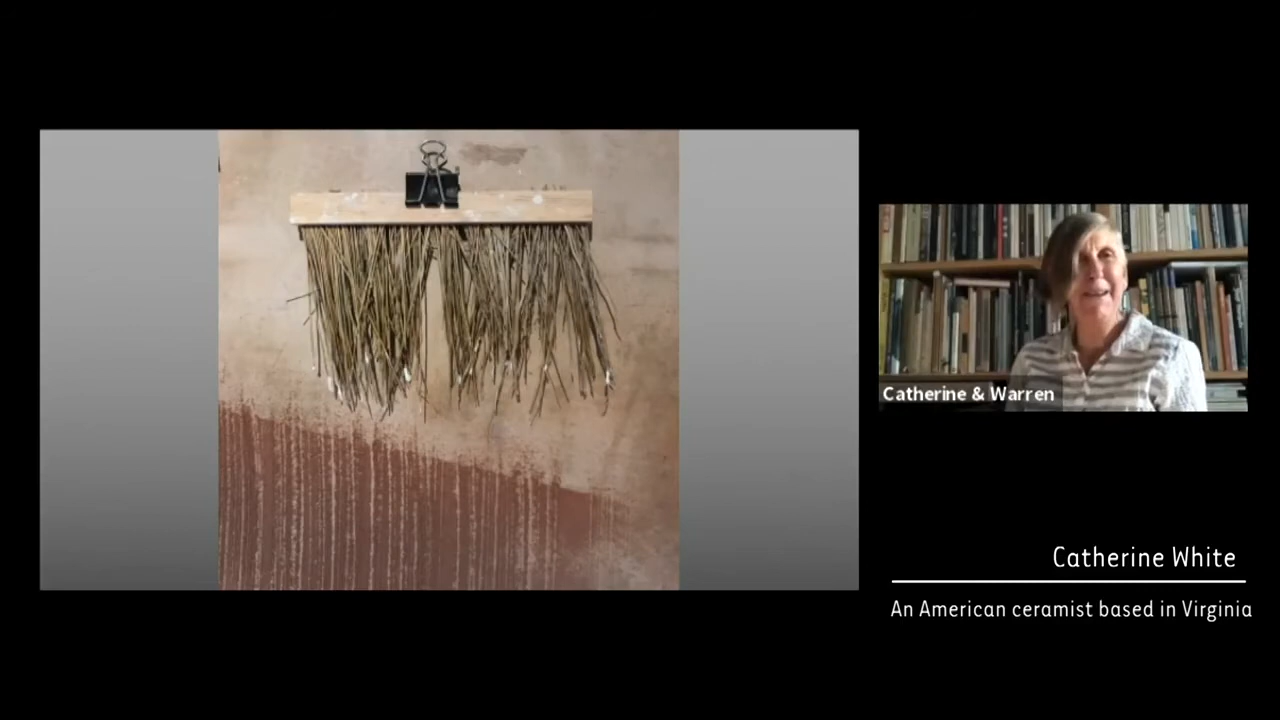 Catherine & Warren
Catherine White
An American ceramist based in Virginia